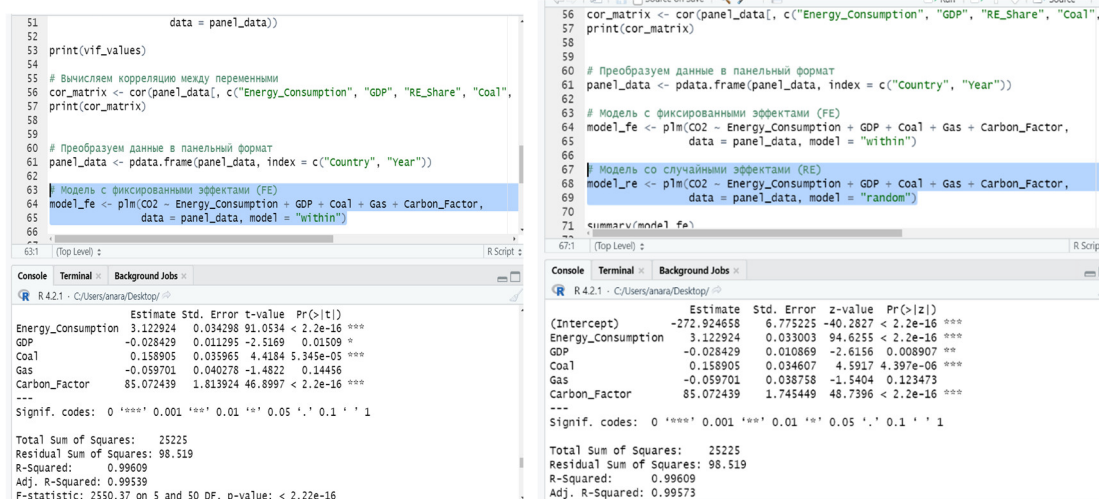 51 data = panel_data))
52
53 print(vif_values)
54
55 # Вычисляем корреляцию между переменными
56 cor_matrix <- cor(panel_data[, c("Energy_Consumption", "GDP", "RE_Share", "Coal",
57 print(cor_matrix)
58
59
60 # Преобразуем данные в панельный формат
61 panel_data <- pdata.frame(panel_data, index = c("Country", "Year"))
62
63 # Модель с фиксированными эффектами (FE)
64 model_fe <- plm(CO2 ~ Energy_Consumption + GDP + Coal + Gas + Carbon_Factor,
65 data = panel_data, model = "within")
66
67
63:1 (Top Level) R Script
Console Terminal × Background Jobs ×
R 4.2.1 · C:/Users/anara/Desktop/
Estimate Std. Error t-value Pr(>|t|)
Energy_Consumption 3.122924 0.034298 91.0534 < 2.2e-16 ***
GDP -0.028429 0.011295 -2.5169 0.01509 *
Coal 0.158905 0.035965 4.4184 5.345e-05 ***
Gas -0.059701 0.040278 -1.4822 0.14456
Carbon_Factor 85.072439 1.813924 46.8997 < 2.2e-16 ***
---
Signif. codes: 0 ‘***’ 0.001 ‘**’ 0.01 ‘*’ 0.05 ‘.’ 0.1 ‘ ’ 1
Total Sum of Squares: 25225
Residual Sum of Squares: 98.519
R-Squared: 0.99609
Adj. R-Squared: 0.99539
F-statistic: 2550.37 on 5 and 50 DF, p-value: < 2.22e-16
56 cor_matrix <- cor(panel_data[, c("Energy_Consumption", "GDP", "RE_Share", "Coal",
57 print(cor_matrix)
58
59
60 # Преобразуем данные в панельный формат
61 panel_data <- pdata.frame(panel_data, index = c("Country", "Year"))
62
63 # Модель с фиксированными эффектами (FE)
64 model_fe <- plm(CO2 ~ Energy_Consumption + GDP + Coal + Gas + Carbon_Factor,
65 data = panel_data, model = "within")
66
67 # Модель со случайными эффектами (RE)
68 model_re <- plm(CO2 ~ Energy_Consumption + GDP + Coal + Gas + Carbon_Factor,
69 data = panel_data, model = "random")
70
71 summary(model_fe)
67:1 (Top Level) R Scrip
Console Terminal × Background Jobs ×
R 4.2.1 · C:/Users/anara/Desktop/
Estimate Std. Error z-value Pr(>|z|)
(Intercept) -272.924658 6.775225 -40.2827 < 2.2e-16 ***
Energy_Consumption 3.122924 0.033003 94.6255 < 2.2e-16 ***
GDP -0.028429 0.010869 -2.6156 0.008907 **
Coal 0.158905 0.034607 4.5917 4.397e-06 ***
Gas -0.059701 0.038758 -1.5404 0.123473
Carbon_Factor 85.072439 1.745449 48.7396 < 2.2e-16 ***
---
Signif. codes: 0 ‘***’ 0.001 ‘**’ 0.01 ‘*’ 0.05 ‘.’ 0.1 ‘ ’ 1
Total Sum of Squares: 25225
Residual Sum of Squares: 98.519
R-Squared: 0.99609
Adj. R-Squared: 0.99573